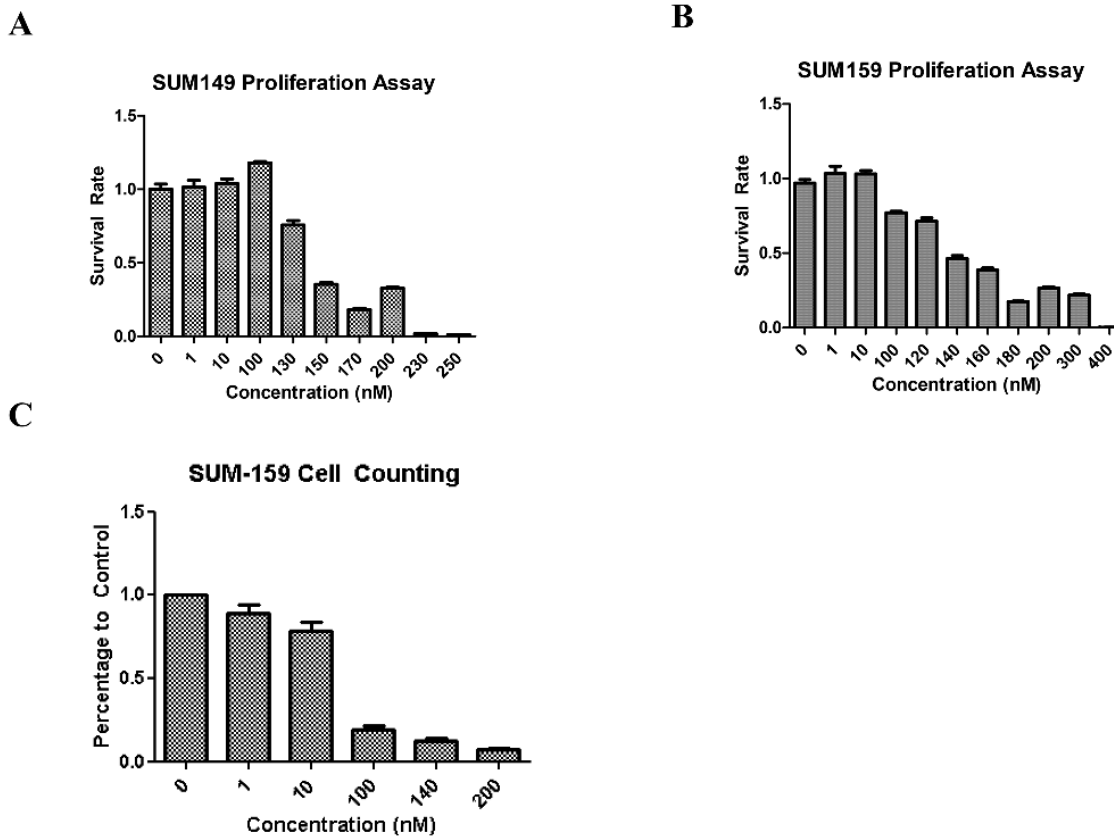 A
SUM149 Proliferation Assay
Survival Rate
1.5
1.0
0.5
0.0
0 1 10 100 130 150 170 200 230 250
Concentration (nM)
B
SUM159 Proliferation Assay
Survival Rate
1.5
1.0
0.5
0.0
0 1 10 100 120 140 160 180 200 300 400
Concentration (nM)
C
SUM-159 Cell Counting
Percentage to Control
1.5
1.0
0.5
0.0
0 1 10 100 140 200
Concentration (nM)